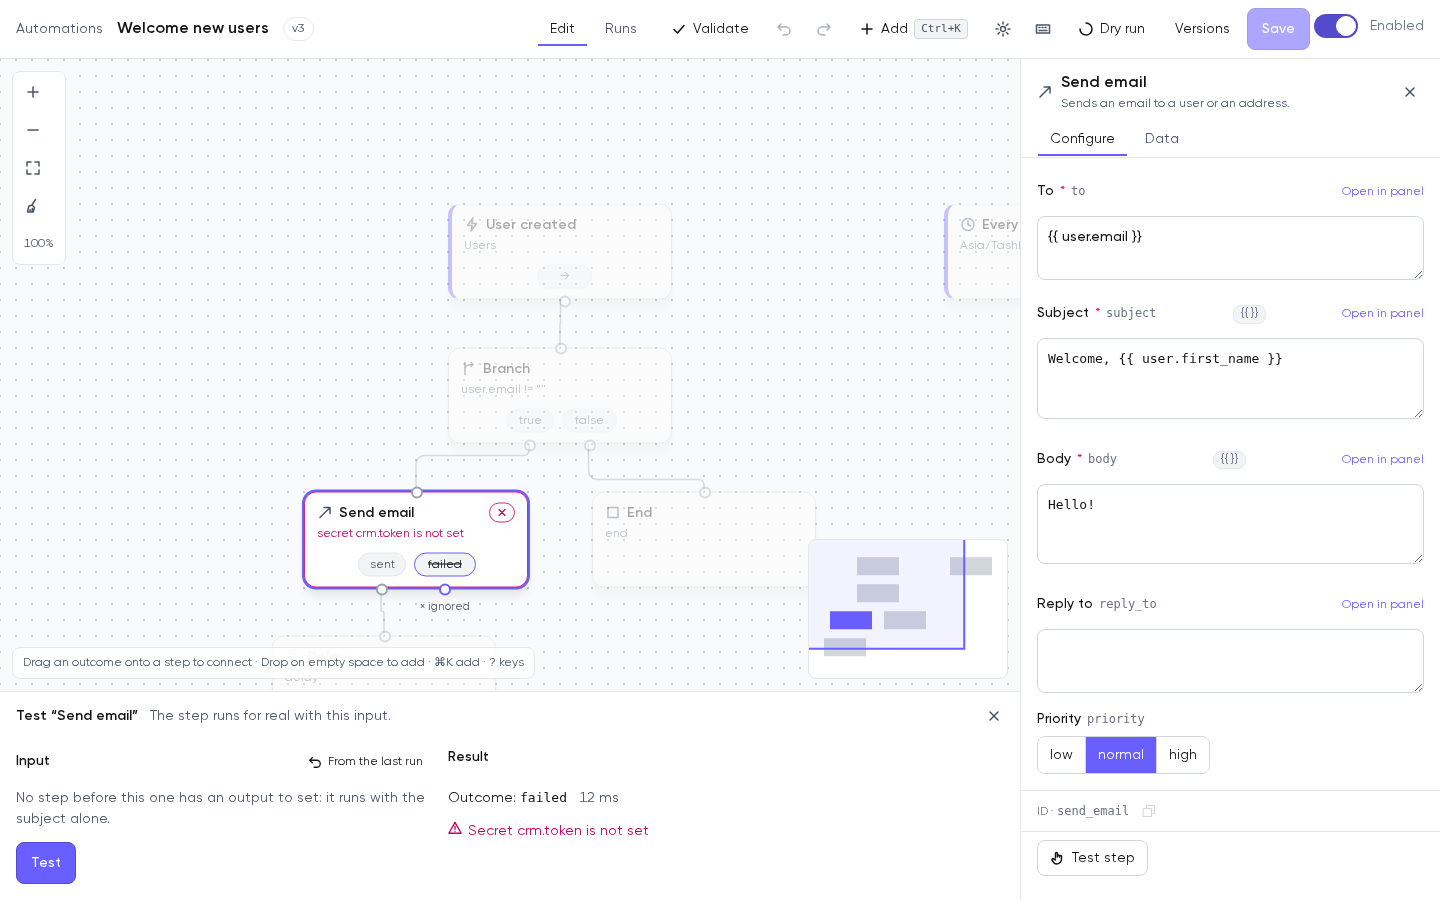 Automations Welcome new users v3 Edit Runs Validate Add Ctrl+K Dry run Versions Save Enabled
100%
User created
Users
→
Every
Branch
user.email != ""
true false
Send email
secret crm.token is not set
sent failed
× ignored
End
end
Drag an outcome onto a step to connect · Drop on empty space to add · ⌘K add · ? keys
delay
Test “Send email” The step runs for real with this input.
Input
From the last run
No step before this one has an output to set: it runs with the
subject alone.
Test
Result
Outcome: failed 12 ms
Secret crm.token is not set
Send email
Sends an email to a user or an address.
Configure Data
To * to Open in panel
{{ user.email }}
Subject * subject {{ }} Open in panel
Welcome, {{ user.first_name }}
Body * body {{ }} Open in panel
Hello!
Reply to reply_to Open in panel
Priority priority
low normal high
ID · send_email
Test step